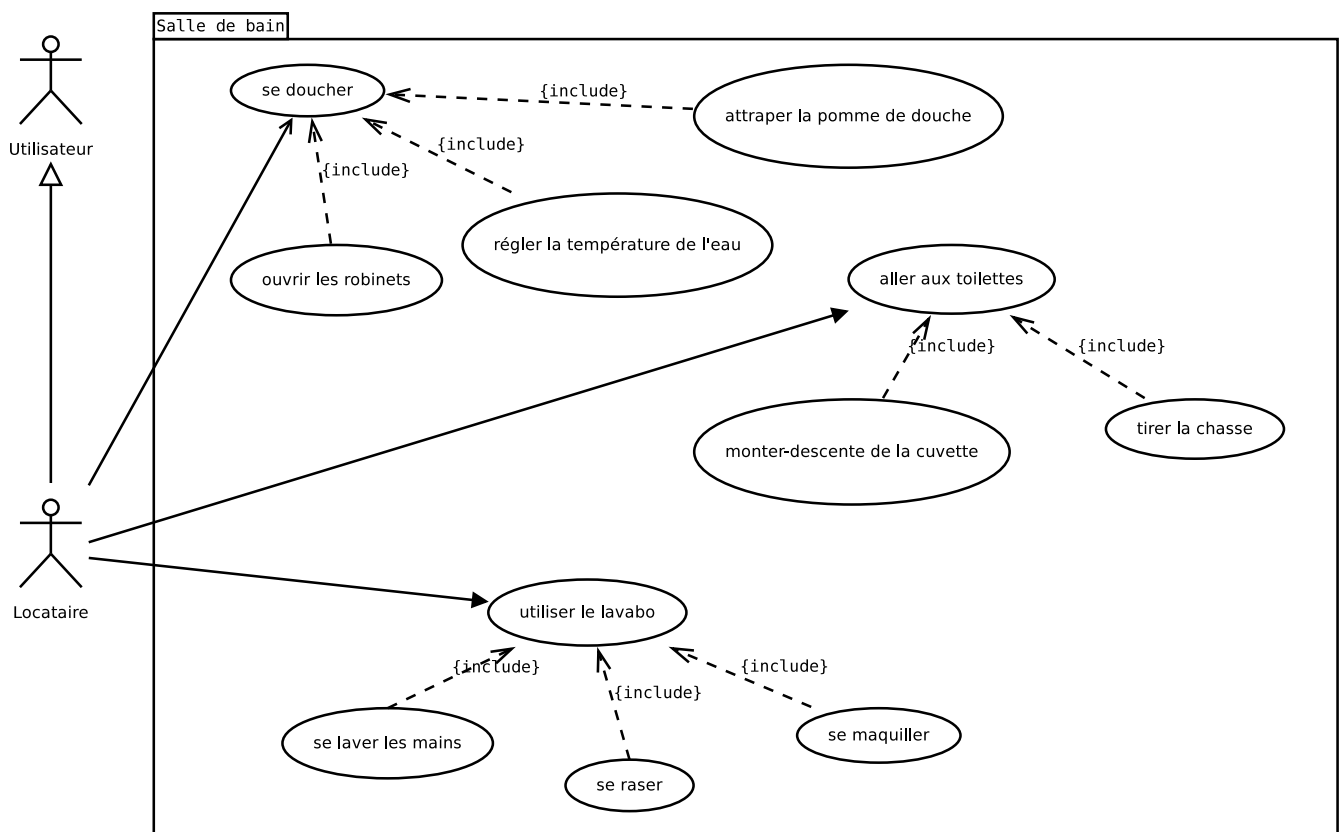 Salle de bain
Utilisateur
se doucher
{include}
attraper la pomme de douche
{include}
{include}
régler la température de l'eau
ouvrir les robinets
aller aux toilettes
{include}
{include}
monter-descente de la cuvette
tirer la chasse
Locataire
utiliser le lavabo
{include}
{include}
{include}
se laver les mains
se raser
se maquiller